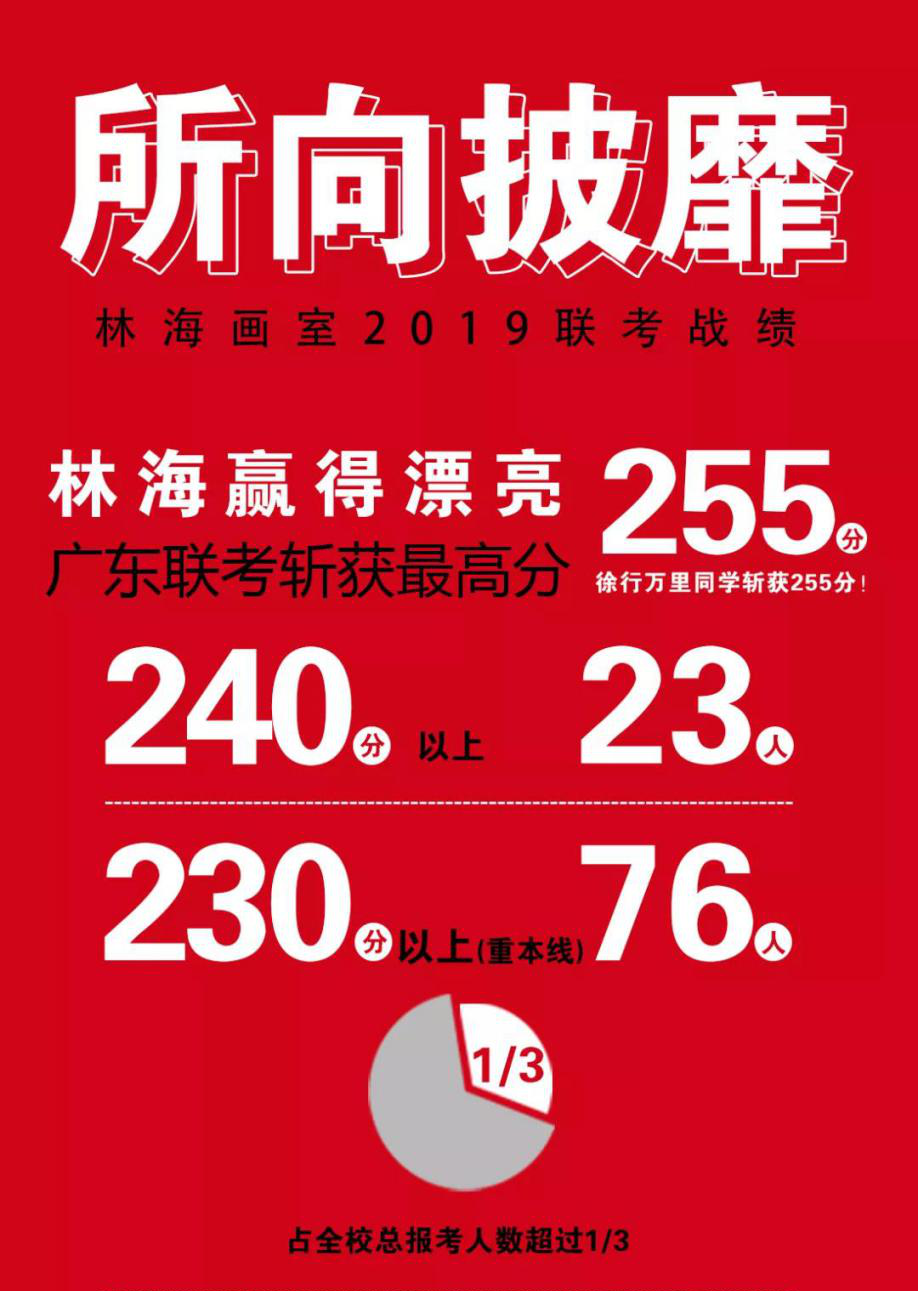 所向披靡
林海画室2019联考战绩
林海赢得漂亮
广东联考斩获最高分
255分
徐行万里同学斩获255分!
240分以上 23人
230分以上(重本线) 76人
1/3
占全校总报考人数超过1/3